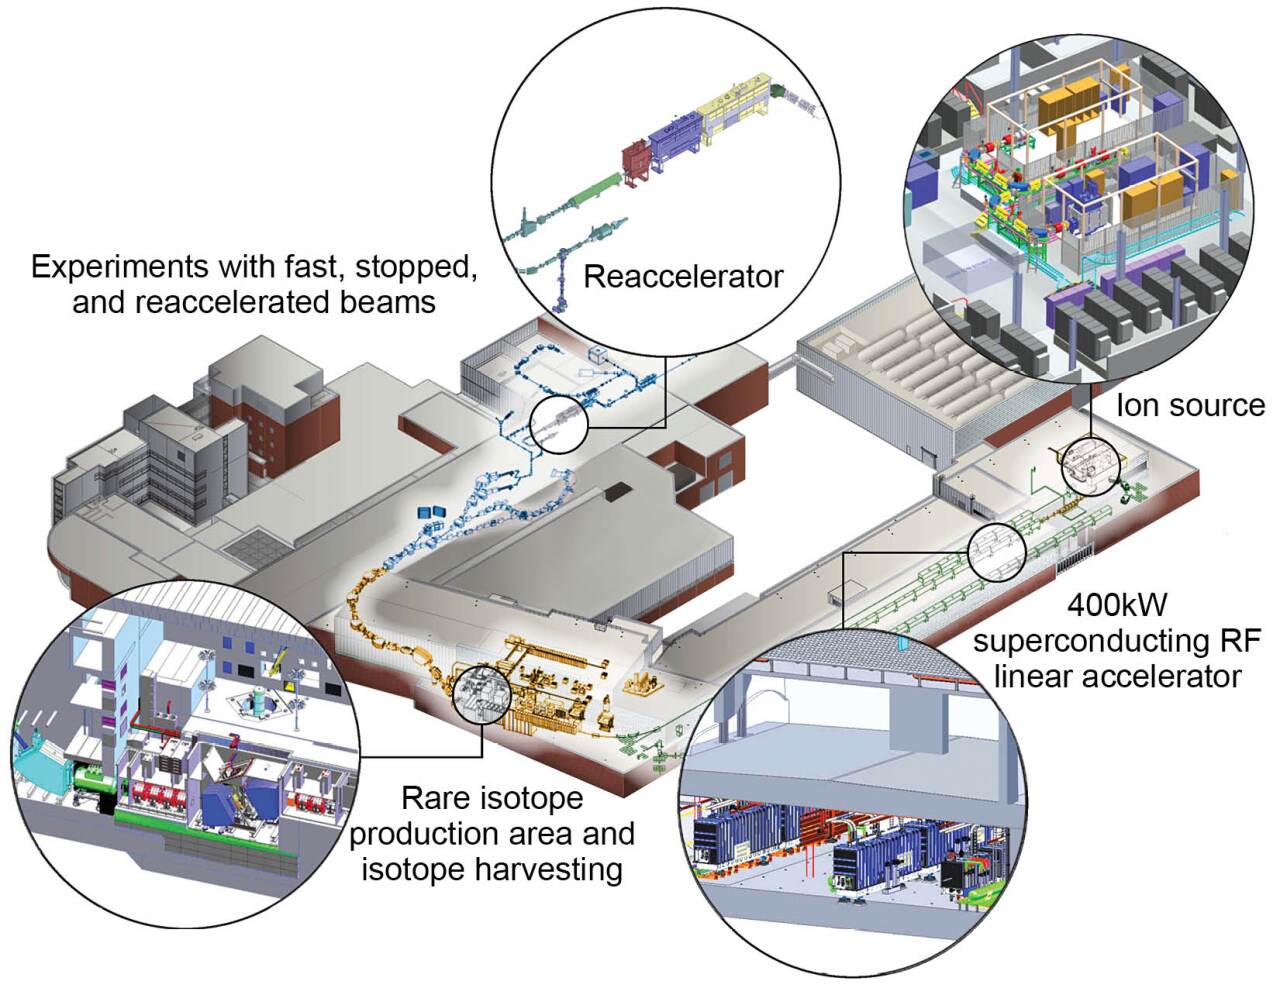 Experiments with fast, stopped,
and reaccelerated beams
Reaccelerator
Ion source
400kW
superconducting RF
linear accelerator
Rare isotope
production area and
isotope harvesting